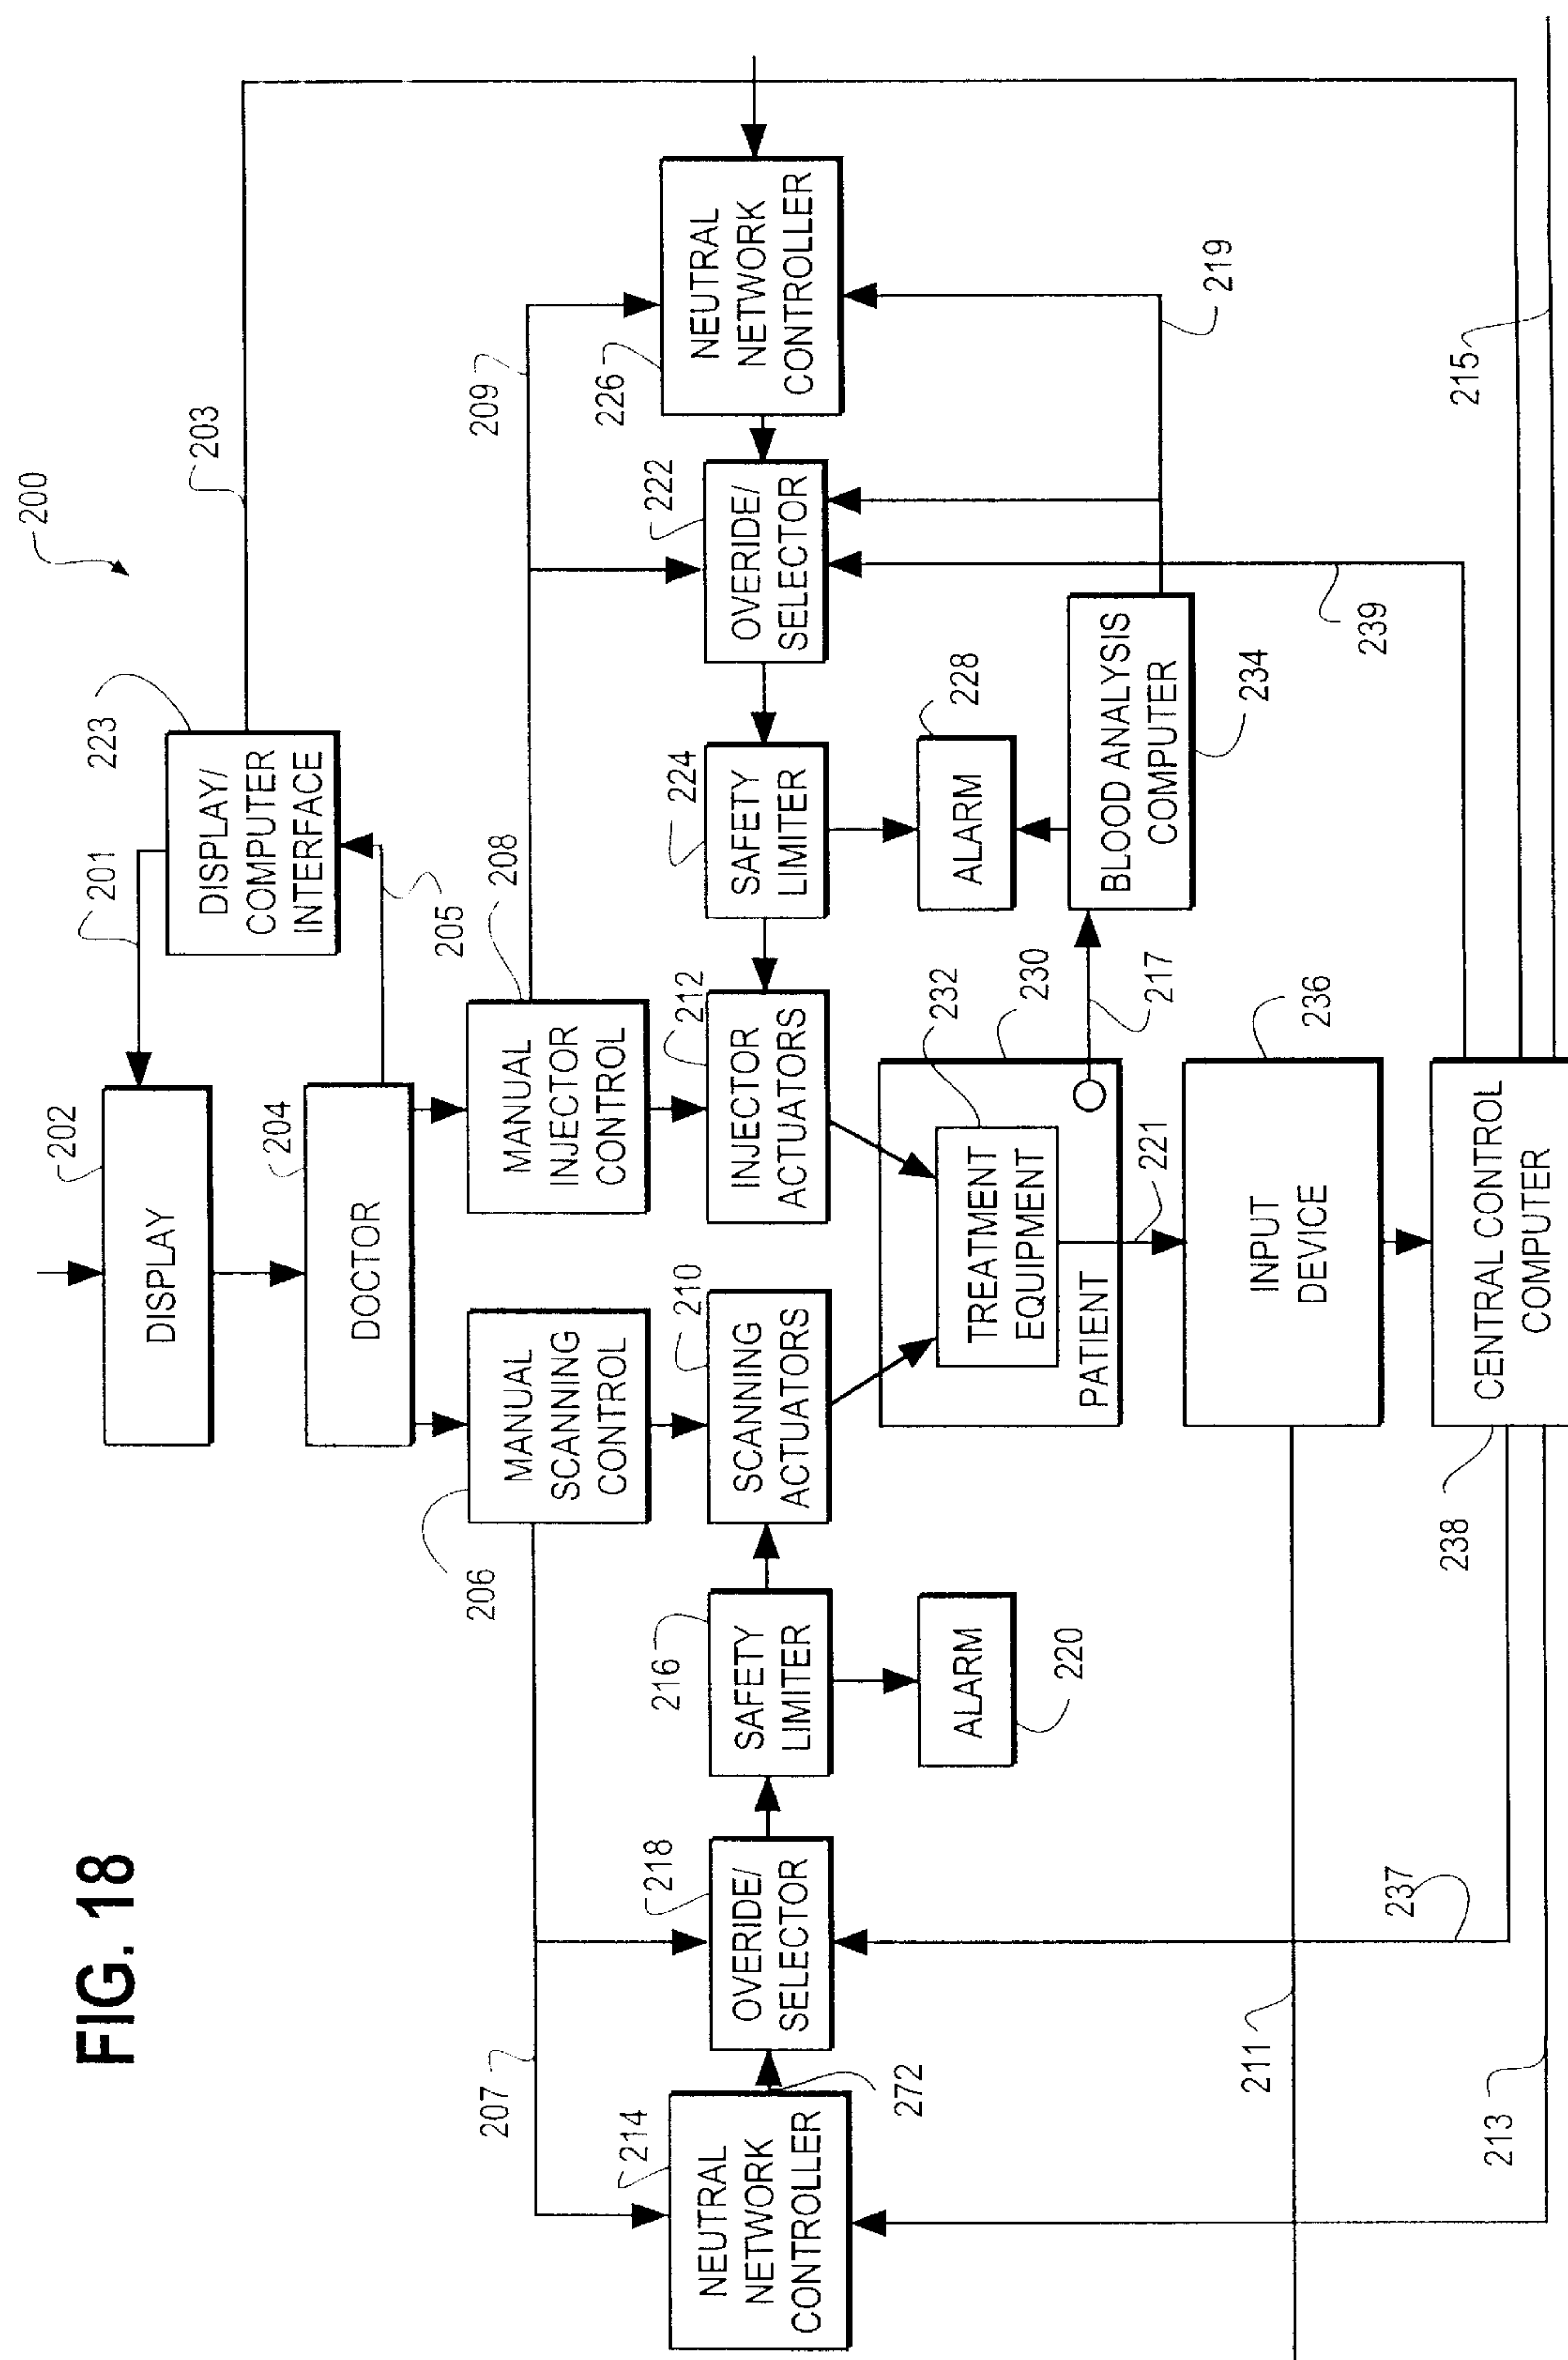 FIG. 18
200
202
DISPLAY
201
223
DISPLAY/
COMPUTER
INTERFACE
203
204
DOCTOR
205
206
MANUAL
SCANNING
CONTROL
208
MANUAL
INJECTOR
CONTROL
207
209
214
NEUTRAL
NETWORK
CONTROLLER
272
218
OVERIDE/
SELECTOR
216
SAFETY
LIMITER
210
SCANNING
ACTUATORS
212
INJECTOR
ACTUATORS
224
SAFETY
LIMITER
222
OVERIDE/
SELECTOR
226
NEUTRAL
NETWORK
CONTROLLER
220
ALARM
228
ALARM
232
TREATMENT
EQUIPMENT
230
PATIENT
217
BLOOD ANALYSIS
COMPUTER
234
219
221
211
INPUT
DEVICE
236
237
239
213
238
CENTRAL CONTROL
COMPUTER
215